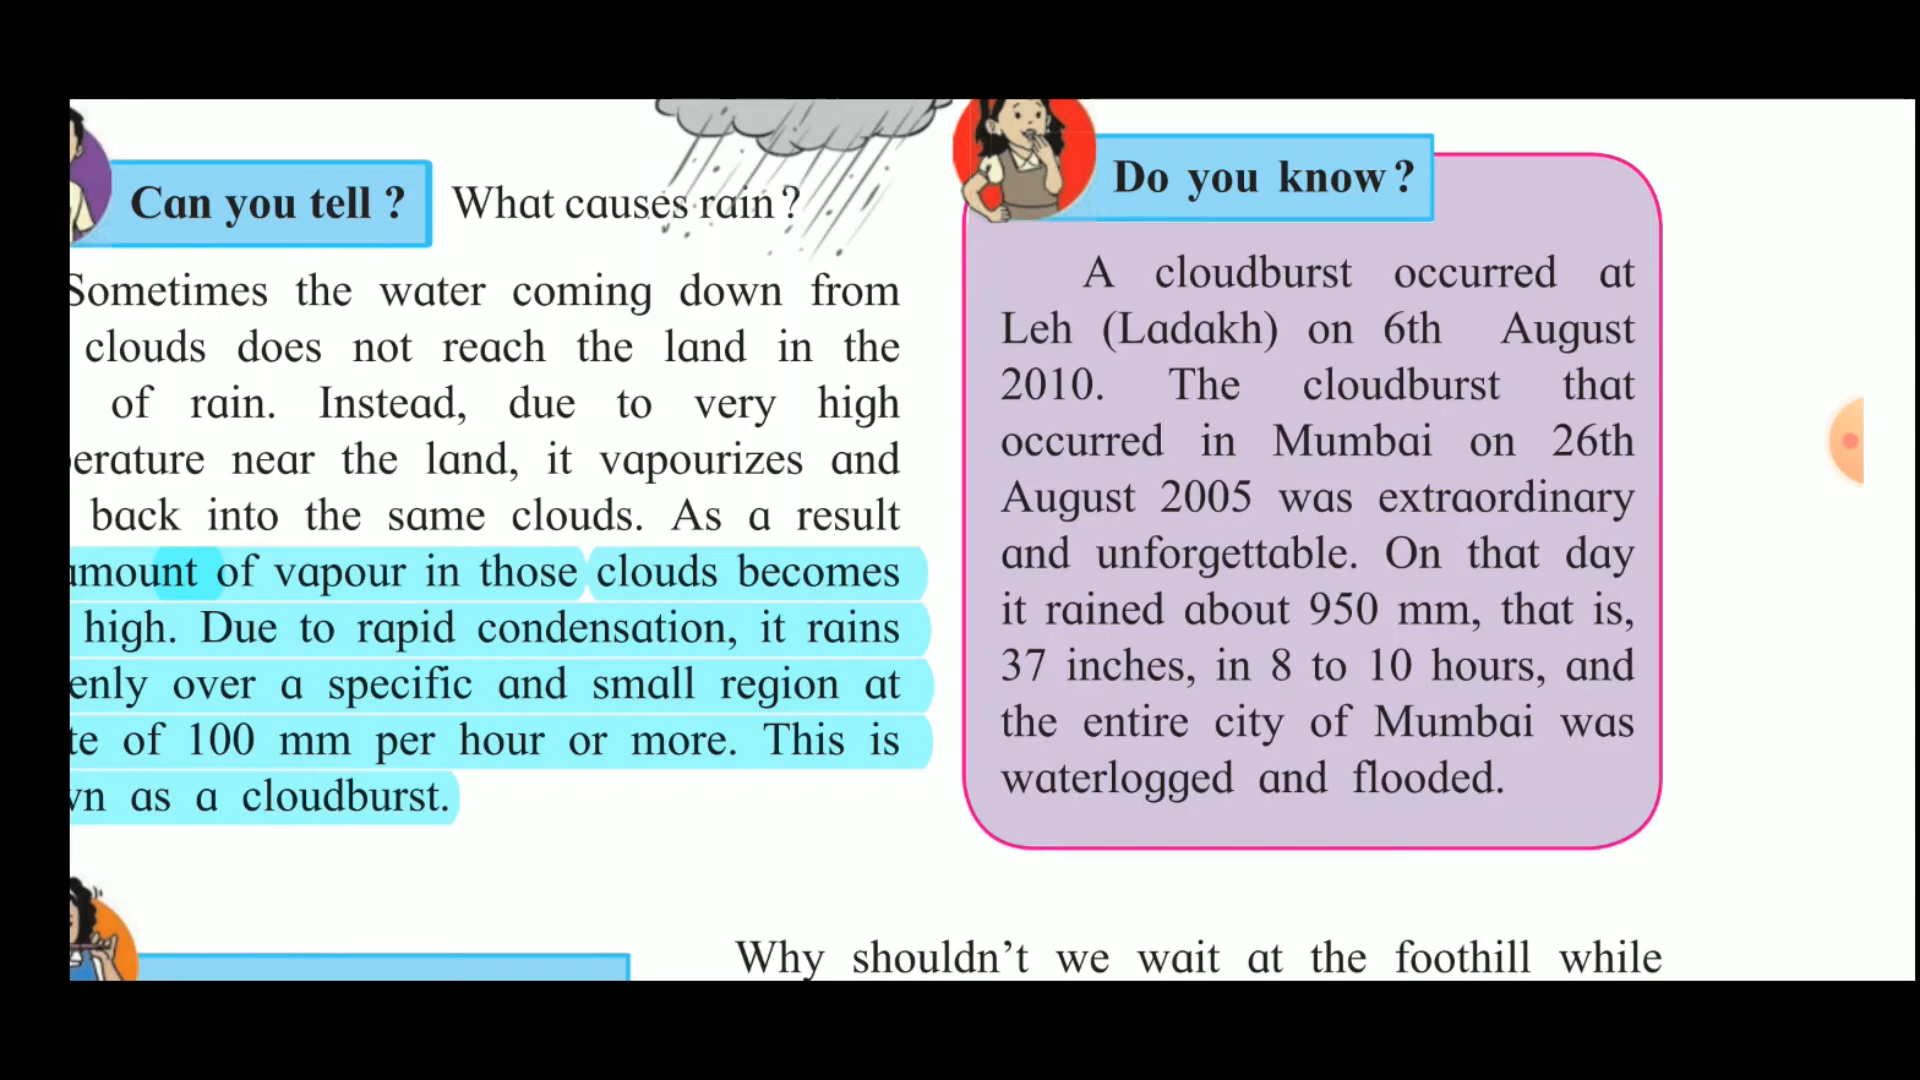 Can you tell ? What causes rain?
Sometimes the water coming down from
clouds does not reach the land in the
of rain. Instead, due to very high
erature near the land, it vapourizes and
back into the same clouds. As a result
amount of vapour in those clouds becomes
high. Due to rapid condensation, it rains
enly over a specific and small region at
te of 100 mm per hour or more. This is
wn as a cloudburst.
Do you know?
A cloudburst occurred at
Leh (Ladakh) on 6th August
2010. The cloudburst that
occurred in Mumbai on 26th
August 2005 was extraordinary
and unforgettable. On that day
it rained about 950 mm, that is,
37 inches, in 8 to 10 hours, and
the entire city of Mumbai was
waterlogged and flooded.
Why shouldn't we wait at the foothill while